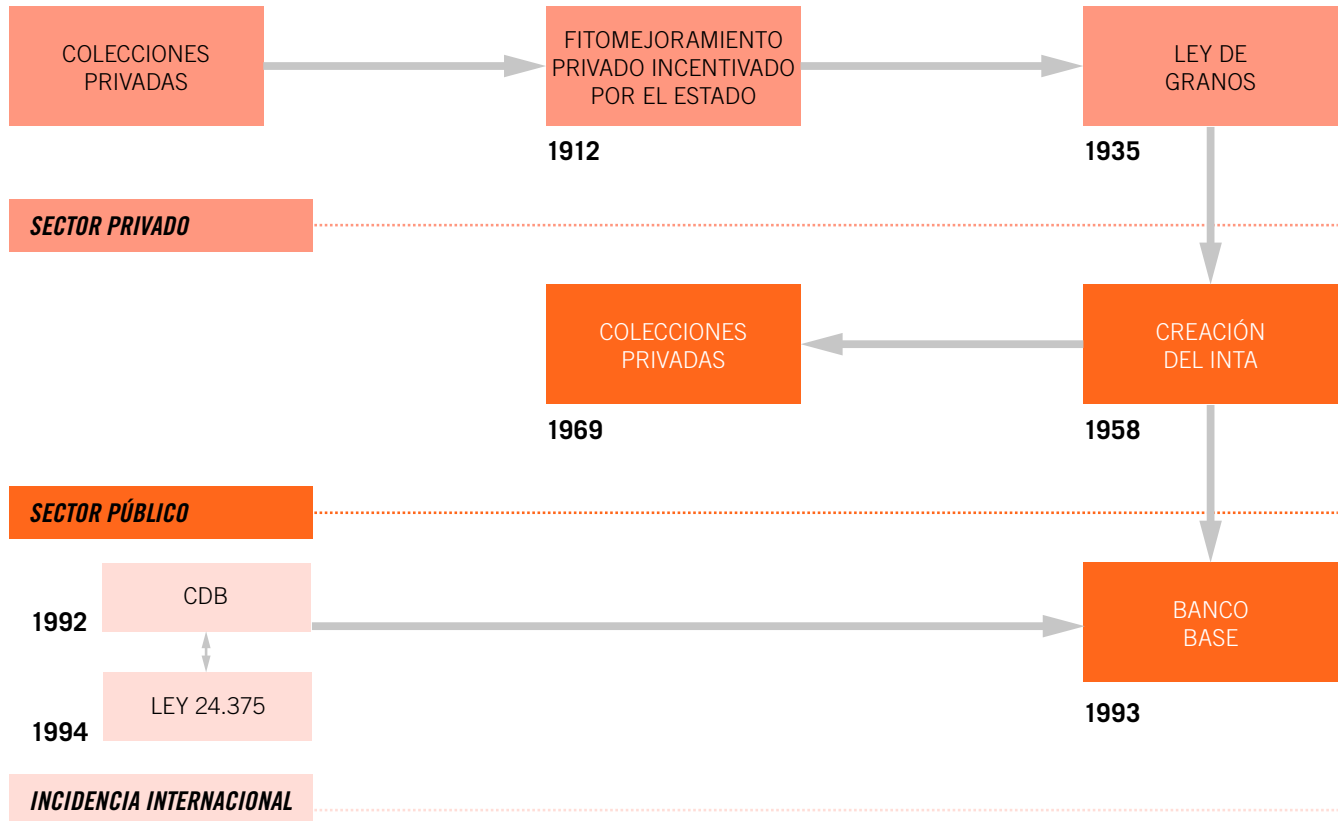 COLECCIONES
PRIVADAS
FITOMEJORAMIENTO
PRIVADO INCENTIVADO
POR EL ESTADO
LEY DE
GRANOS
1912
1935
SECTOR PRIVADO
COLECCIONES
PRIVADAS
CREACIÓN
DEL INTA
1969
1958
SECTOR PÚBLICO
CDB
1992
BANCO
BASE
LEY 24.375
1994
1993
INCIDENCIA INTERNACIONAL